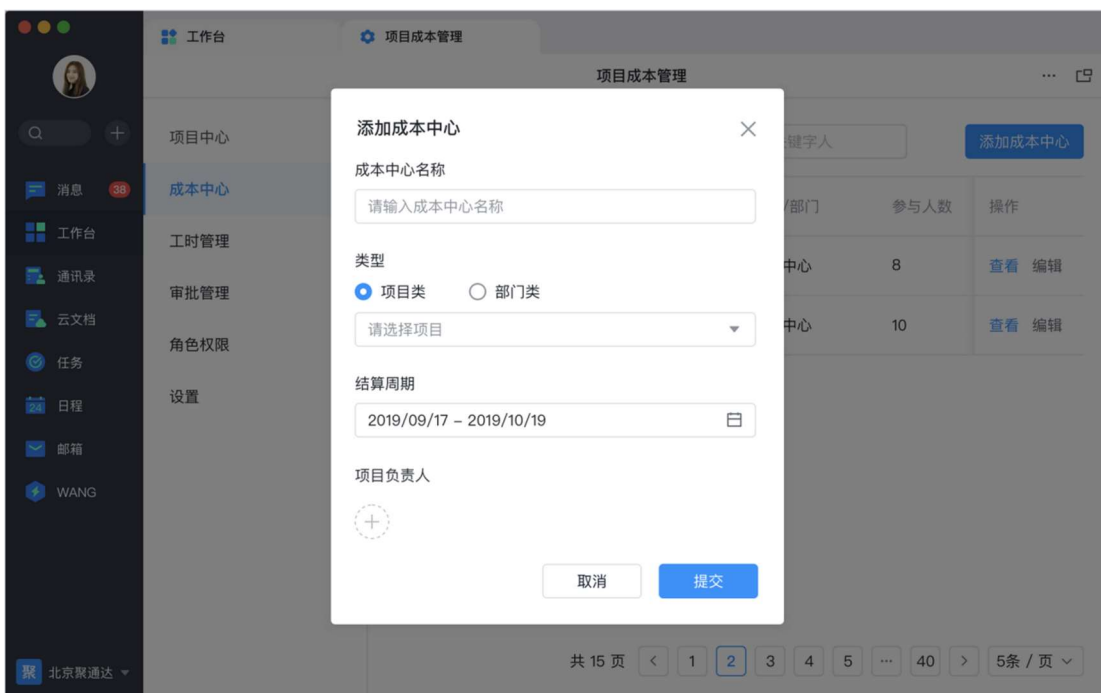 工作台
项目成本管理
项目成本管理
···
项目中心
成本中心
工时管理
审批管理
角色权限
设置
消息 38
工作台
通讯录
云文档
任务
24 日程
邮箱
WANG
聚 北京聚通达
键字人
添加成本中心
/部门 参与人数 操作
中心 8 查看 编辑
中心 10 查看 编辑
添加成本中心
成本中心名称
请输入成本中心名称
类型
项目类 部门类
请选择项目
结算周期
2019/09/17 – 2019/10/19
项目负责人
取消 提交
共 15 页 < 1 2 3 4 5 ··· 40 > 5条 / 页